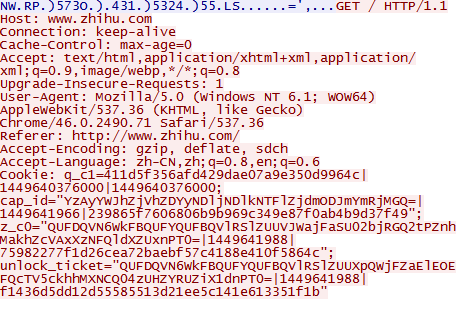 NW.RP.)5730.).431.)5324.)55.LS......=',...GET / HTTP/1.1
Host: www.zhihu.com
Connection: keep-alive
Cache-Control: max-age=0
Accept: text/html,application/xhtml+xml,application/
xml;q=0.9,image/webp,*/*;q=0.8
Upgrade-Insecure-Requests: 1
User-Agent: Mozilla/5.0 (Windows NT 6.1; WOW64)
AppleWebKit/537.36 (KHTML, like Gecko)
Chrome/46.0.2490.71 Safari/537.36
Referer: http://www.zhihu.com/
Accept-Encoding: gzip, deflate, sdch
Accept-Language: zh-CN,zh;q=0.8,en;q=0.6
Cookie: q_c1=411d5f356afd429dae07a9e350d9964c|
1449640376000|1449640376000;
cap_id="YzAyYWJhZjVhZDYyNDljNDlkNTFlZjdmODJmYmRjMGQ=|
1449641966|239865f7606806b9b969c349e87f0ab4b9d37f49";
z_c0="QUFDQVN6WkFBQUFYQUFBQVlRSlZUUVJWajFaSU02bjRGQ2tPZnh
MakhZcVAxXzNFQldXZUxnPT0=|1449641988|
75982277f1d26cea72baebf57c4188e410f5864c";
unlock_ticket="QUFDQVN6WkFBQUFYQUFBQVlRSlZUUXpQWjFZaElEOE
FQcTV5ckhhMXNCQ04zUHZYRUZiX1dnPT0=|1449641988|
f1436d5dd12d55585513d21ee5c141e613351f1b"